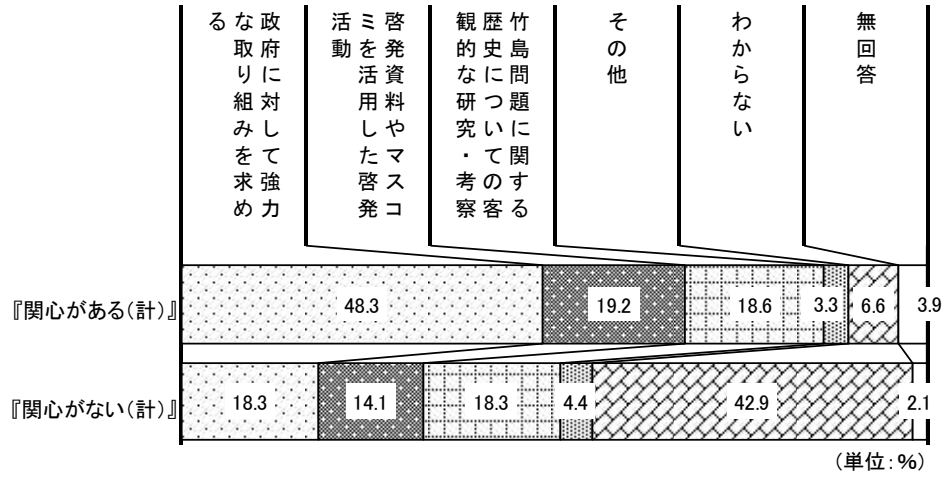 政府に対して強力
な取り組みを求め
る
啓発資料やマスコ
ミを活用した啓発
活動
竹島問題に関する
歴史についての客
観的な研究・考察
その他
わからない
無回答
『関心がある(計)』
48.3
19.2
18.6
3.3
6.6
3.9
『関心がない(計)』
18.3
14.1
18.3
4.4
42.9
2.1
(単位:%)